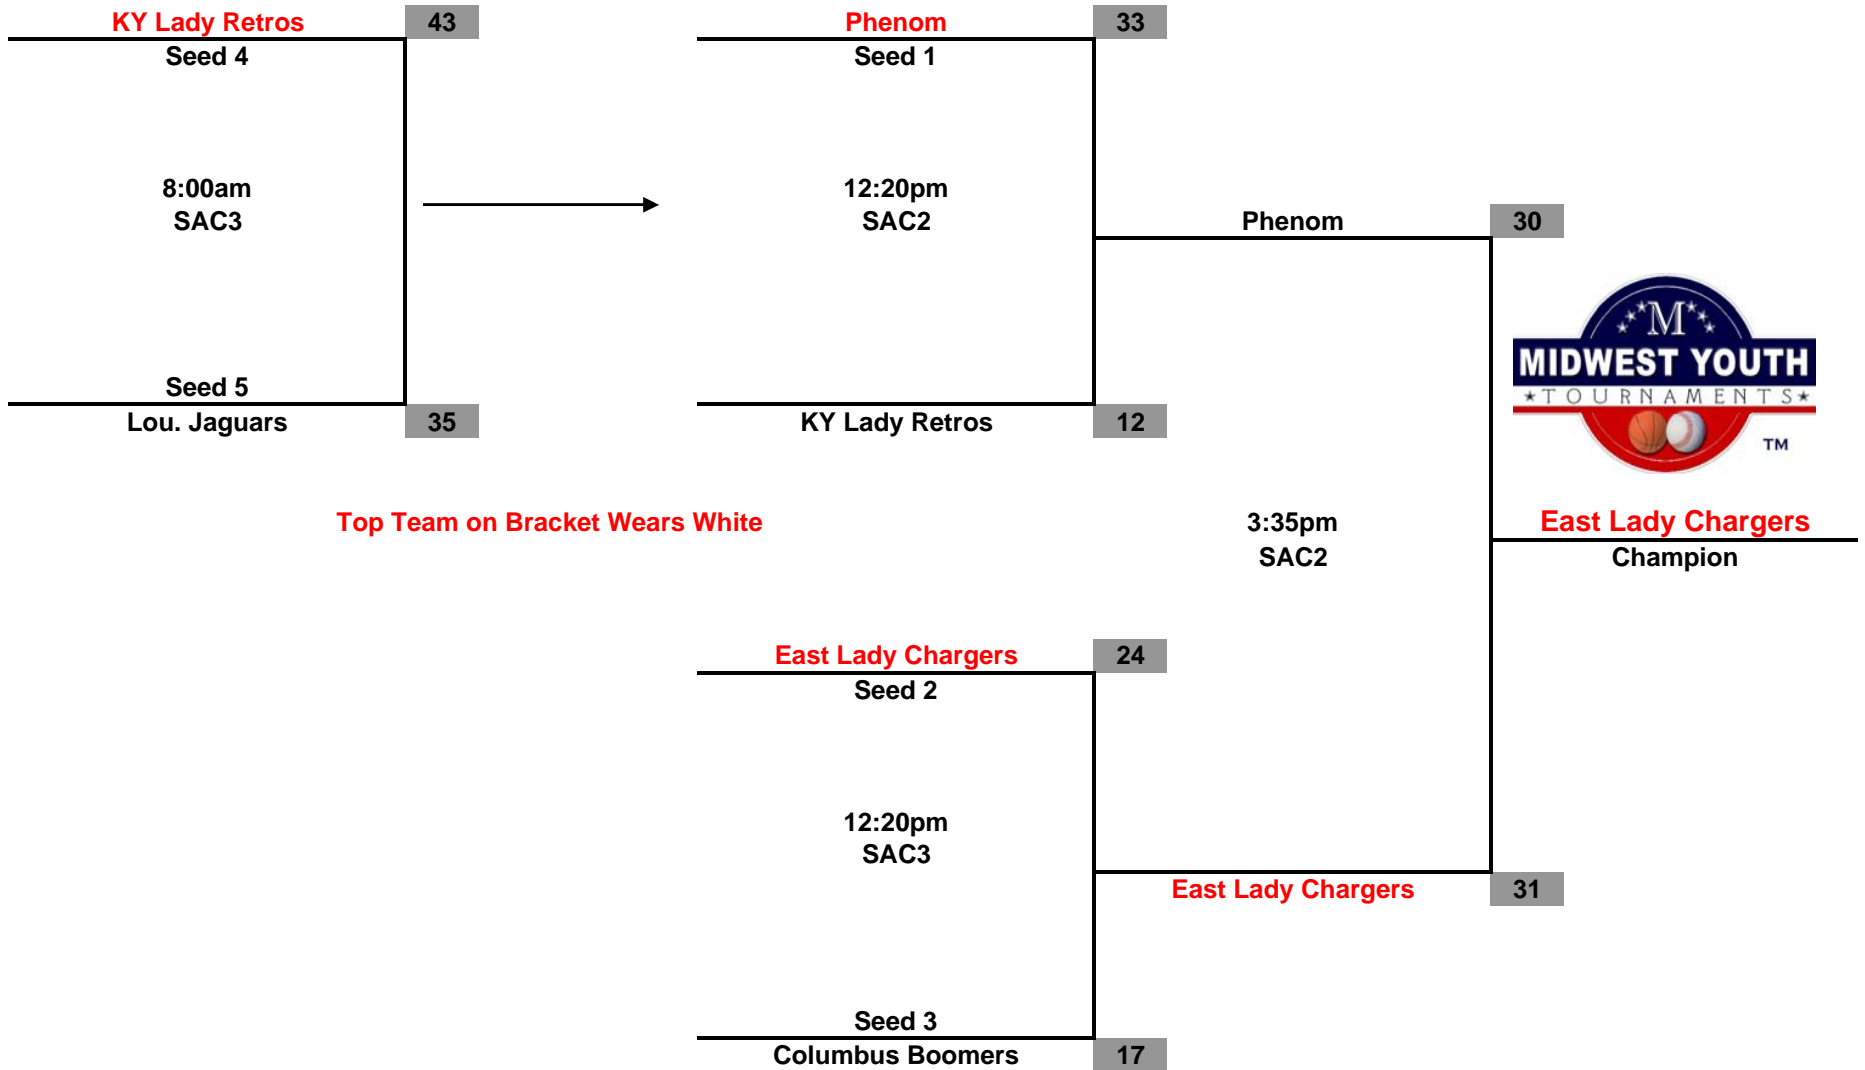 KY Lady Retros 43
Seed 4
8:00am
SAC3
Seed 5
Lou. Jaguars 35
Phenom 33
Seed 1
12:20pm
SAC2
KY Lady Retros 12
Phenom 30
M
MIDWEST YOUTH
TOURNAMENTS
TM
Top Team on Bracket Wears White
3:35pm
SAC2
East Lady Chargers
Champion
East Lady Chargers 24
Seed 2
12:20pm
SAC3
East Lady Chargers 31
Seed 3
Columbus Boomers 17